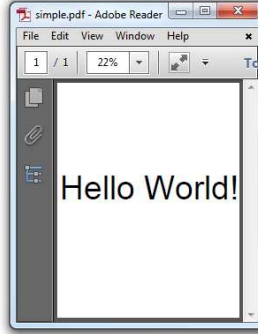 simple.pdf - Adobe Reader
File Edit View Window Help
1 / 1 22%
Hello World!